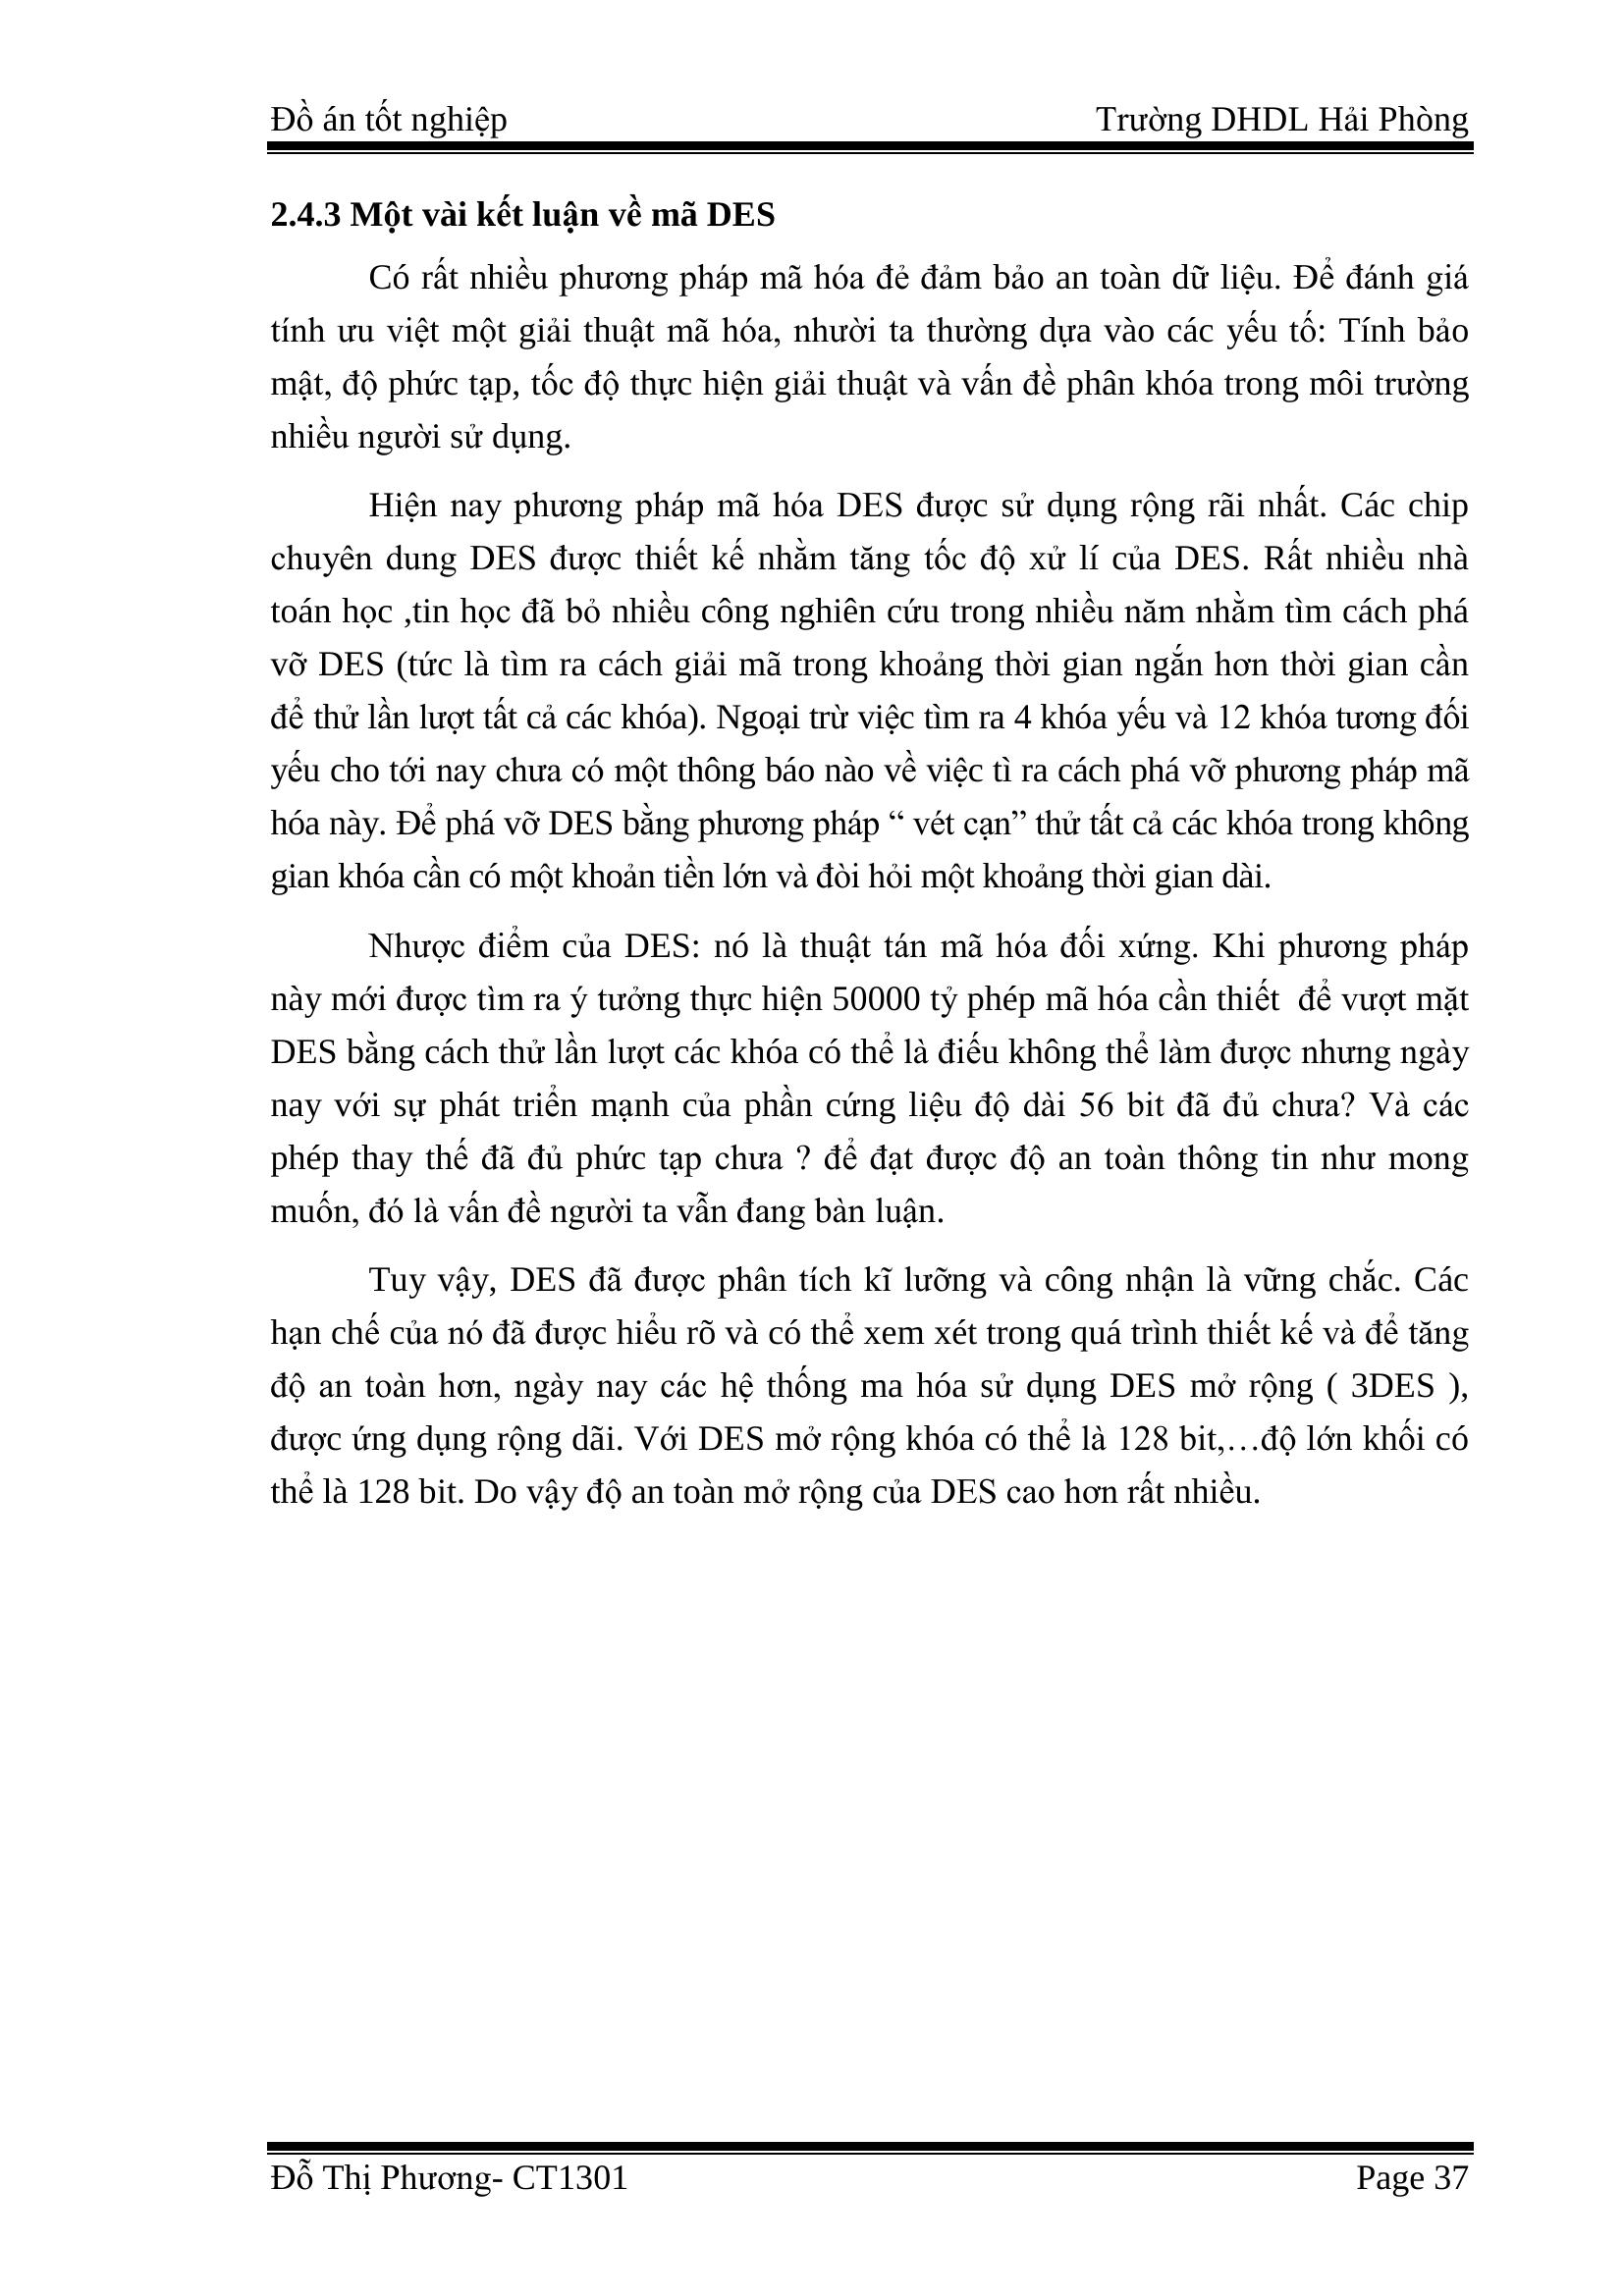 Đồ án tốt nghiệp Trường DHDL Hải Phòng
2.4.3 Một vài kết luận về mã DES
Có rất nhiều phương pháp mã hóa đẻ đảm bảo an toàn dữ liệu. Để đánh giá
tính ưu việt một giải thuật mã hóa, nhười ta thường dựa vào các yếu tố: Tính bảo
mật, độ phức tạp, tốc độ thực hiện giải thuật và vấn đề phân khóa trong môi trường
nhiều người sử dụng.
Hiện nay phương pháp mã hóa DES được sử dụng rộng rãi nhất. Các chip
chuyên dung DES được thiết kế nhằm tăng tốc độ xử lí của DES. Rất nhiều nhà
toán học ,tin học đã bỏ nhiều công nghiên cứu trong nhiều năm nhằm tìm cách phá
vỡ DES (tức là tìm ra cách giải mã trong khoảng thời gian ngắn hơn thời gian cần
để thử lần lượt tất cả các khóa). Ngoại trừ việc tìm ra 4 khóa yếu và 12 khóa tương đối
yếu cho tới nay chưa có một thông báo nào về việc tì ra cách phá vỡ phương pháp mã
hóa này. Để phá vỡ DES bằng phương pháp “ vét cạn” thử tất cả các khóa trong không
gian khóa cần có một khoản tiền lớn và đòi hỏi một khoảng thời gian dài.
Nhược điểm của DES: nó là thuật tán mã hóa đối xứng. Khi phương pháp
này mới được tìm ra ý tưởng thực hiện 50000 tỷ phép mã hóa cần thiết  để vượt mặt
DES bằng cách thử lần lượt các khóa có thể là điếu không thể làm được nhưng ngày
nay với sự phát triển mạnh của phần cứng liệu độ dài 56 bit đã đủ chưa? Và các
phép thay thế đã đủ phức tạp chưa ? để đạt được độ an toàn thông tin như mong
muốn, đó là vấn đề người ta vẫn đang bàn luận.
Tuy vậy, DES đã được phân tích kĩ lưỡng và công nhận là vững chắc. Các
hạn chế của nó đã được hiểu rõ và có thể xem xét trong quá trình thiết kế và để tăng
độ an toàn hơn, ngày nay các hệ thống ma hóa sử dụng DES mở rộng ( 3DES ),
được ứng dụng rộng dãi. Với DES mở rộng khóa có thể là 128 bit,…độ lớn khối có
thể là 128 bit. Do vậy độ an toàn mở rộng của DES cao hơn rất nhiều.
Đỗ Thị Phương- CT1301 Page 37